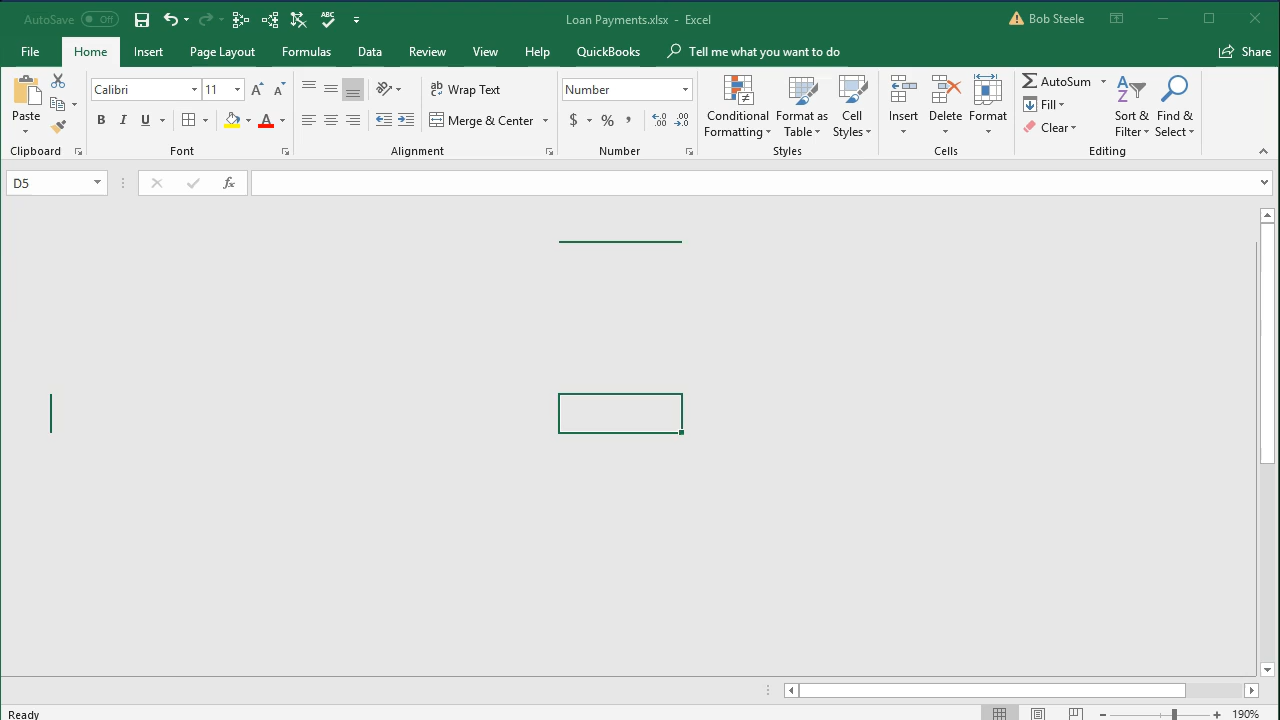 AutoSave Off Loan Payments.xlsx - Excel Bob Steele
File Home Insert Page Layout Formulas Data Review View Help QuickBooks Tell me what you want to do Share
Paste Calibri 11 Wrap Text Number AutoSum
B I U Merge & Center $ % , Conditional Formatting Format as Table Cell Styles Insert Delete Format Fill Clear Sort & Filter Find & Select
Clipboard Font Alignment Number Styles Cells Editing
D5 fx
Ready 190%